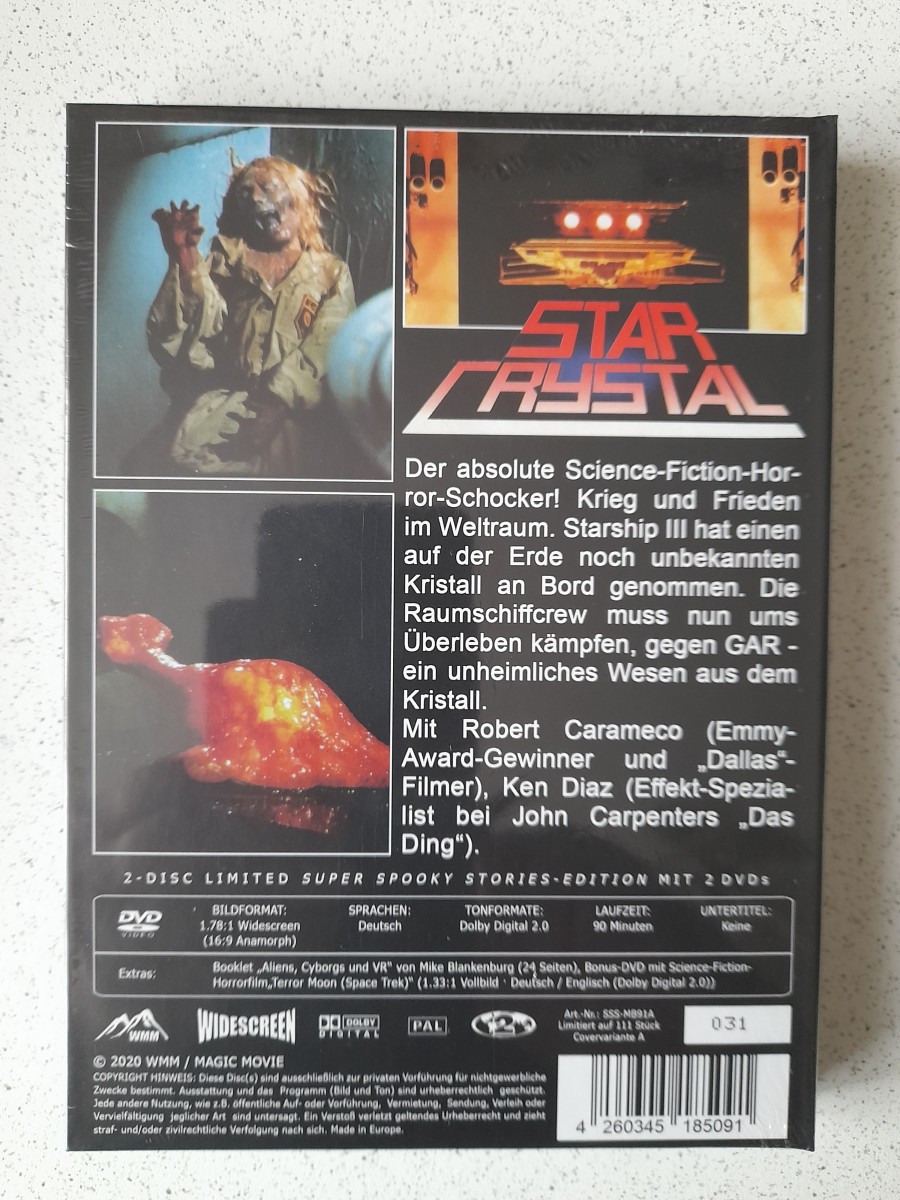 STAR
CRYSTAL
Der absolute Science-Fiction-Hor-
ror-Schocker! Krieg und Frieden
im Weltraum. Starship III hat einen
auf der Erde noch unbekannten
Kristall an Bord genommen. Die
Raumschiffcrew muss nun ums
Überleben kämpfen, gegen GAR -
ein unheimliches Wesen aus dem
Kristall.
Mit Robert Carameco (Emmy-
Award-Gewinner und „Dallas“-
Filmer), Ken Diaz (Effekt-Spezia-
list bei John Carpenters „Das
Ding“).
2-DISC LIMITED SUPER SPOOKY STORIES-EDITION MIT 2 DVDs
DVD
VIDEO
BILDFORMAT:
1.78:1 Widescreen
(16:9 Anamorph)
SPRACHEN:
Deutsch
TONFORMATE:
Dolby Digital 2.0
LAUFZEIT:
90 Minuten
UNTERTITEL:
Keine
Extras:
Booklet „Aliens, Cyborgs und VR“ von Mike Blankenburg (24 Seiten), Bonus-DVD mit Science-Fiction-
Horrorfilm„Terror Moon (Space Trek)“ (1.33:1 Vollbild · Deutsch / Englisch (Dolby Digital 2.0))
WMM
WIDESCREEN
DOLBY
DIGITAL
PAL
2
Art.-Nr.: SSS-MB91A
Limitiert auf 111 Stück
Covervariante A
031
© 2020 WMM / MAGIC MOVIE
COPYRIGHT HINWEIS: Diese Disc(s) sind ausschließlich zur privaten Vorführung für nichtgewerbliche
Zwecke bestimmt. Ausstattung und das Programm (Bild und Ton) sind urheberrechtlich geschützt.
Jede andere Nutzung, wie z.B. öffentliche Auf- oder Vorführung, Vermietung, Sendung, Verleih oder
Vervielfältigung jeglicher Art sind untersagt. Ein Verstoß verletzt geltendes Urheberrecht und zieht
straf- und/oder zivilrechtliche Verfolgung nach sich. Made in Europe.
4 260345 185091